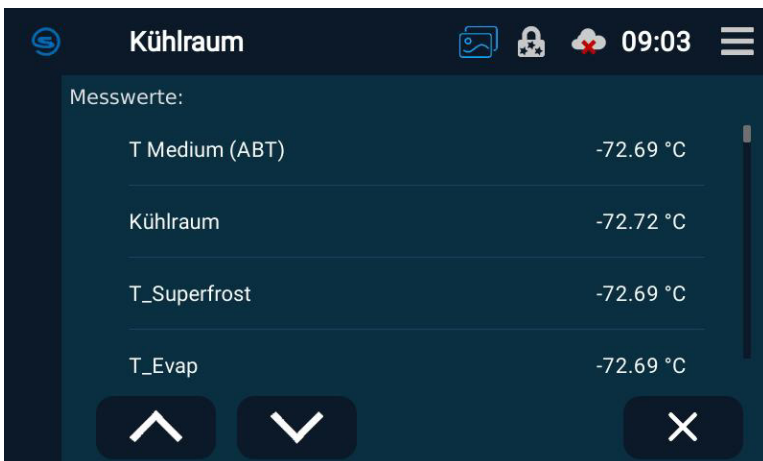 Kühlraum
09:03
Messwerte:
T Medium (ABT) -72.69 °C
Kühlraum -72.72 °C
T_Superfrost -72.69 °C
T_Evap -72.69 °C